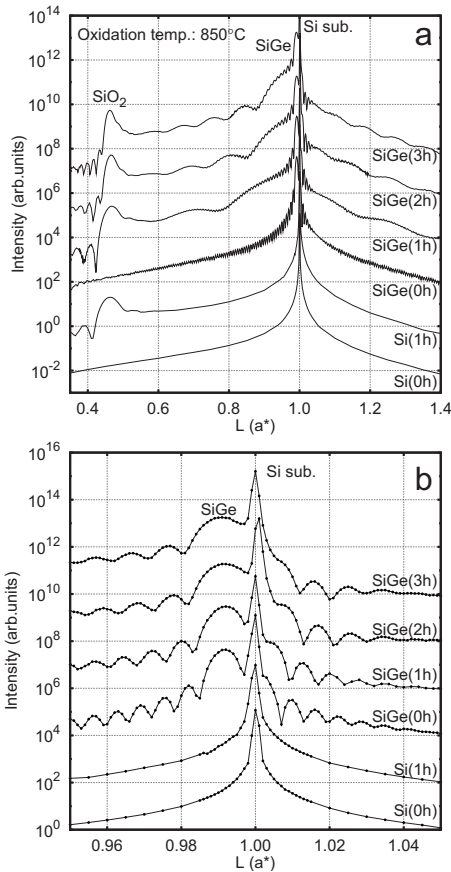 Oxidation temp.: 850°C
Si sub.
a
SiGe
SiO2
10^14
10^12
10^10
10^8
10^6
10^4
10^2
10^0
10^-2
Intensity (arb.units)
SiGe(3h)
SiGe(2h)
SiGe(1h)
SiGe(0h)
Si(1h)
Si(0h)
0.4 0.6 0.8 1.0 1.2 1.4
L (a*)
b
Si sub.
SiGe
10^16
10^14
10^12
10^10
10^8
10^6
10^4
10^2
10^0
Intensity (arb.units)
SiGe(3h)
SiGe(2h)
SiGe(1h)
SiGe(0h)
Si(1h)
Si(0h)
0.96 0.98 1.00 1.02 1.04
L (a*)